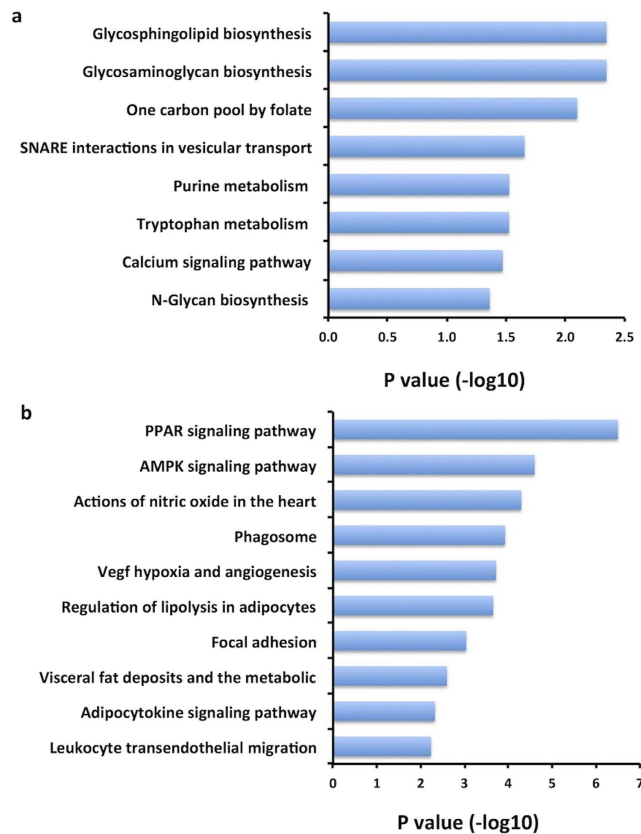 a
Glycosphingolipid biosynthesis
Glycosaminoglycan biosynthesis
One carbon pool by folate
SNARE interactions in vesicular transport
Purine metabolism
Tryptophan metabolism
Calcium signaling pathway
N-Glycan biosynthesis
0.0 0.5 1.0 1.5 2.0 2.5
P value (-log10)
b
PPAR signaling pathway
AMPK signaling pathway
Actions of nitric oxide in the heart
Phagosome
Vegf hypoxia and angiogenesis
Regulation of lipolysis in adipocytes
Focal adhesion
Visceral fat deposits and the metabolic
Adipocytokine signaling pathway
Leukocyte transendothelial migration
0 1 2 3 4 5 6 7
P value (-log10)